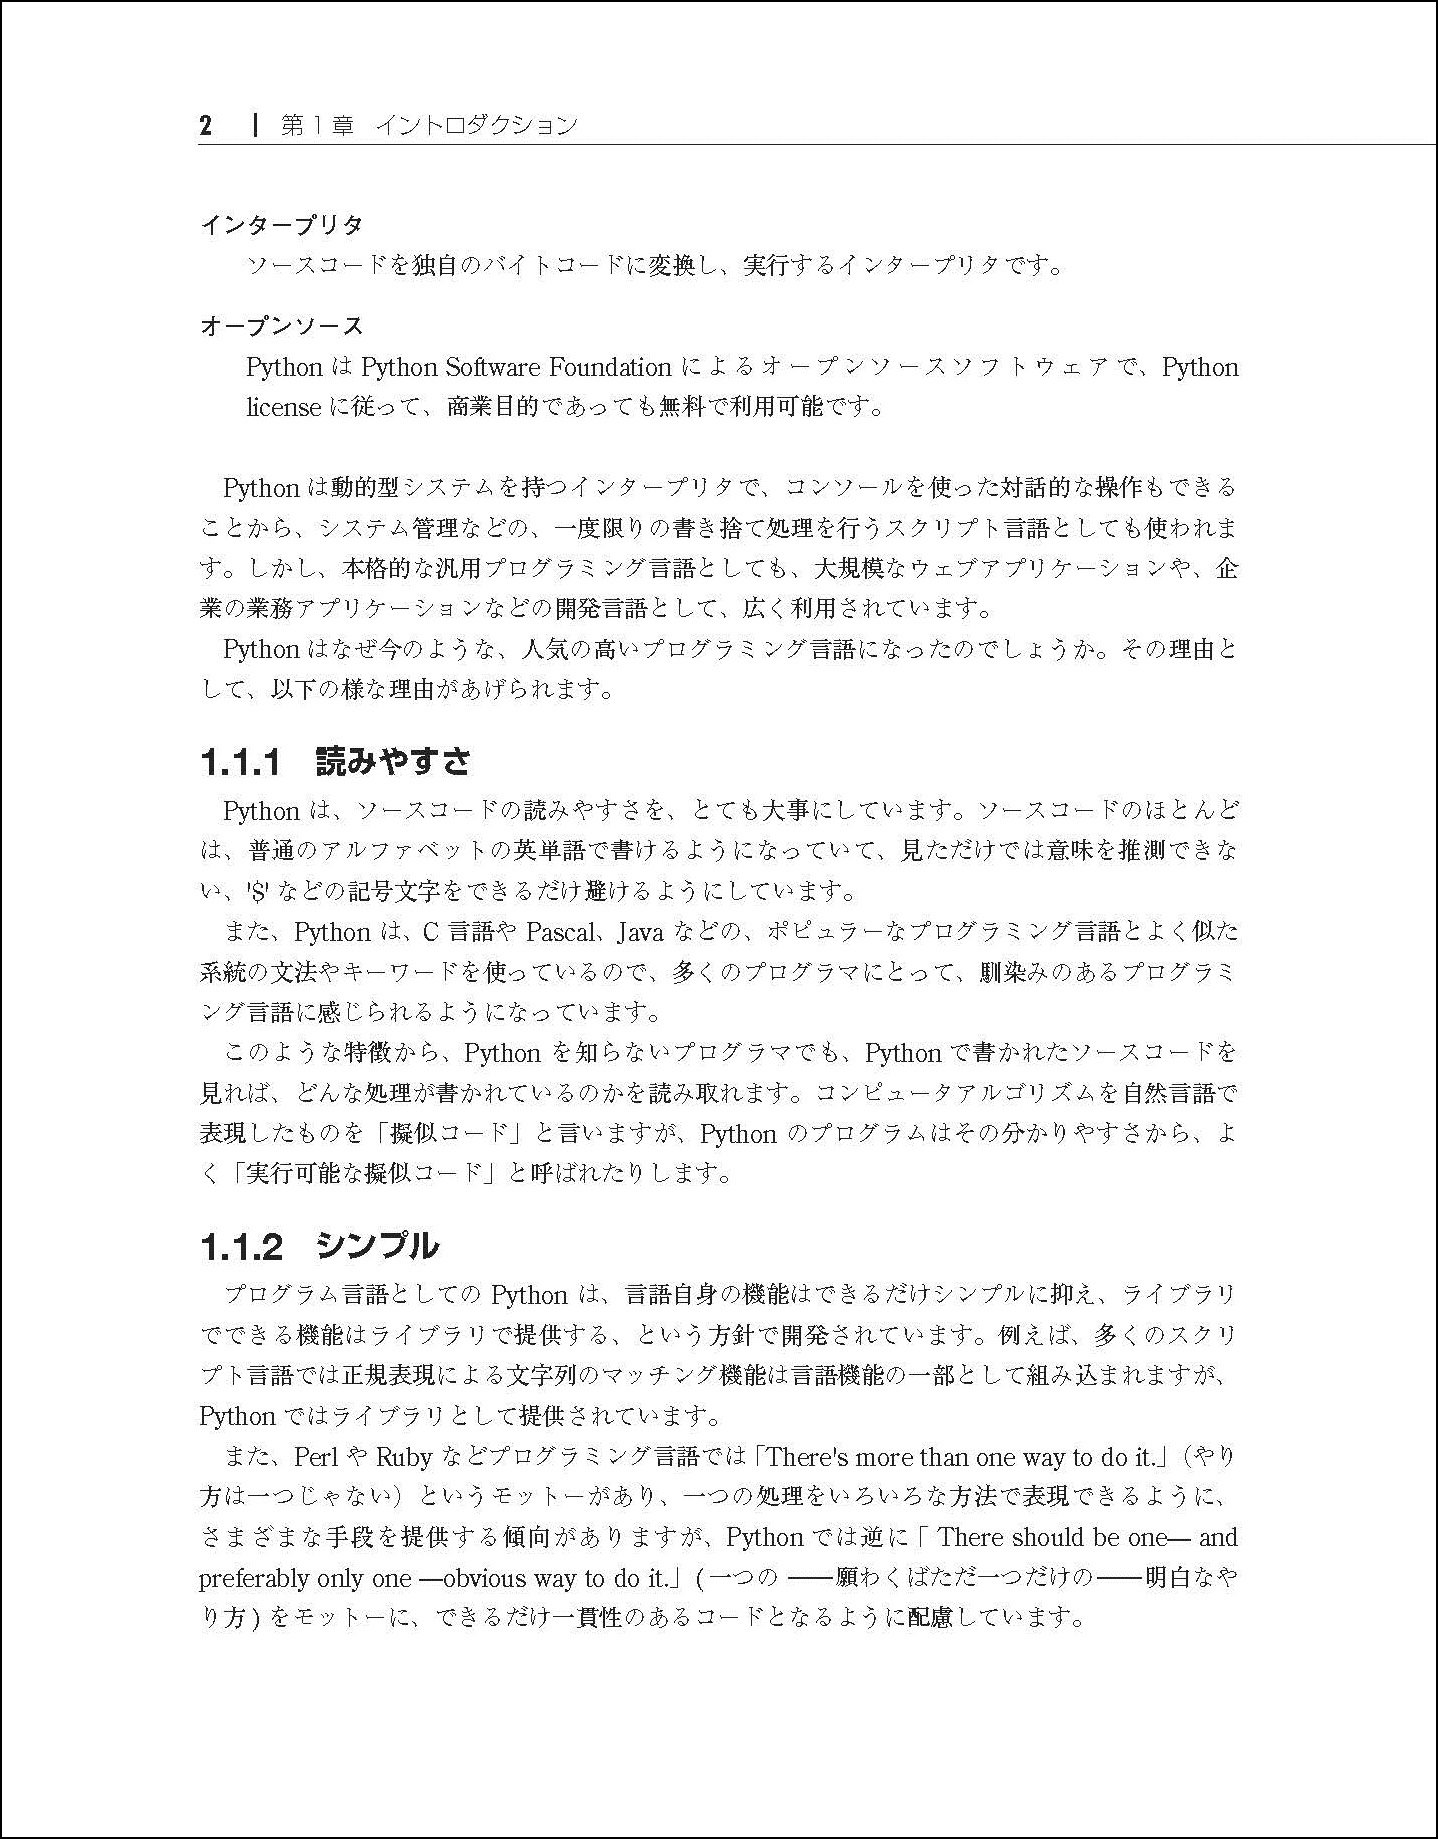 2 | 第1章 イントロダクション
インタープリタ
ソースコードを独自のバイトコードに変換し、実行するインタープリタです。
オープンソース
Python は Python Software Foundation によるオープンソースソフトウェアで、Python
license に従って、商業目的であっても無料で利用可能です。
Python は動的型システムを持つインタープリタで、コンソールを使った対話的な操作もできる
ことから、システム管理などの、一度限りの書き捨て処理を行うスクリプト言語としても使われま
す。しかし、本格的な汎用プログラミング言語としても、大規模なウェブアプリケーションや、企
業の業務アプリケーションなどの開発言語として、広く利用されています。
Python はなぜ今のような、人気の高いプログラミング言語になったのでしょうか。その理由と
して、以下の様な理由があげられます。
1.1.1 読みやすさ
Python は、ソースコードの読みやすさを、とても大事にしています。ソースコードのほとんど
は、普通のアルファベットの英単語で書けるようになっていて、見ただけでは意味を推測できな
い、'$' などの記号文字をできるだけ避けるようにしています。
また、Python は、C 言語や Pascal、Java などの、ポピュラーなプログラミング言語とよく似た
系統の文法やキーワードを使っているので、多くのプログラマにとって、馴染みのあるプログラミ
ング言語に感じられるようになっています。
このような特徴から、Python を知らないプログラマでも、Python で書かれたソースコードを
見れば、どんな処理が書かれているのかを読み取れます。コンピュータアルゴリズムを自然言語で
表現したものを「擬似コード」と言いますが、Python のプログラムはその分かりやすさから、よ
く「実行可能な擬似コード」と呼ばれたりします。
1.1.2 シンプル
プログラム言語としての Python は、言語自身の機能はできるだけシンプルに抑え、ライブラリ
でできる機能はライブラリで提供する、という方針で開発されています。例えば、多くのスクリ
プト言語では正規表現による文字列のマッチング機能は言語機能の一部として組み込まれますが、
Python ではライブラリとして提供されています。
また、Perl や Ruby などプログラミング言語では「There's more than one way to do it.」（やり
方は一つじゃない）というモットーがあり、一つの処理をいろいろな方法で表現できるように、
さまざまな手段を提供する傾向がありますが、Python では逆に「 There should be one— and
preferably only one —obvious way to do it.」(一つの ――願わくばただ一つだけの――明白なや
り方) をモットーに、できるだけ一貫性のあるコードとなるように配慮しています。